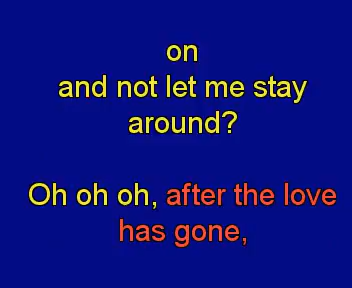 on
and not let me stay
around?
Oh oh oh, after the love
has gone,